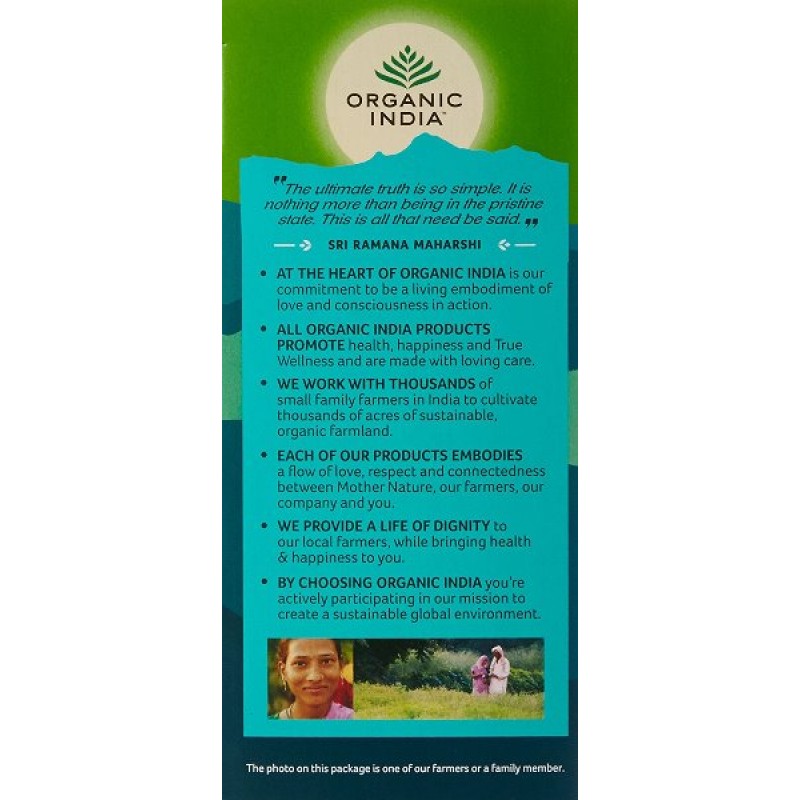 ORGANIC
INDIA™
"The ultimate truth is so simple. It is
nothing more than being in the pristine
state. This is all that need be said."
SRI RAMANA MAHARSHI
• AT THE HEART OF ORGANIC INDIA is our
commitment to be a living embodiment of
love and consciousness in action.
• ALL ORGANIC INDIA PRODUCTS
PROMOTE health, happiness and True
Wellness and are made with loving care.
• WE WORK WITH THOUSANDS of
small family farmers in India to cultivate
thousands of acres of sustainable,
organic farmland.
• EACH OF OUR PRODUCTS EMBODIES
a flow of love, respect and connectedness
between Mother Nature, our farmers, our
company and you.
• WE PROVIDE A LIFE OF DIGNITY to
our local farmers, while bringing health
& happiness to you.
• BY CHOOSING ORGANIC INDIA you're
actively participating in our mission to
create a sustainable global environment.
The photo on this package is one of our farmers or a family member.